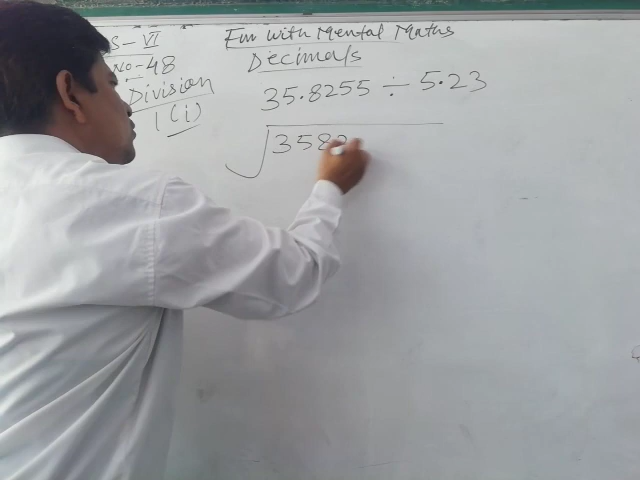 S-VI
No-48
Division
1(i)
Fun with Mental Maths
Decimals
35.8255 ÷ 5.23
3582